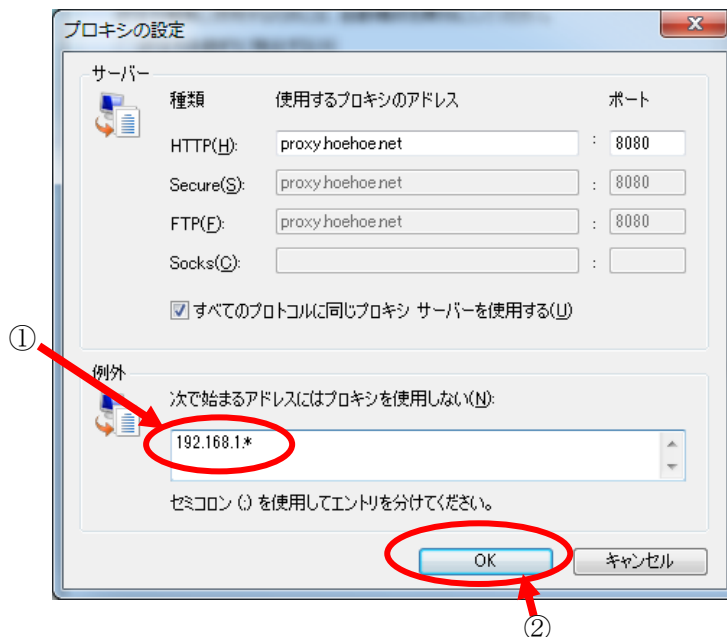 プロキシの設定
サーバー
種類 使用するプロキシのアドレス ポート
HTTP(H): proxy.hoehoe.net : 8080
Secure(S): proxy.hoehoe.net : 8080
FTP(F): proxy.hoehoe.net : 8080
Socks(C): :
すべてのプロトコルに同じプロキシ サーバーを使用する(U)
①
例外
次で始まるアドレスにはプロキシを使用しない(N):
192.168.1.*
セミコロン (;) を使用してエントリを分けてください。
OK キャンセル
②